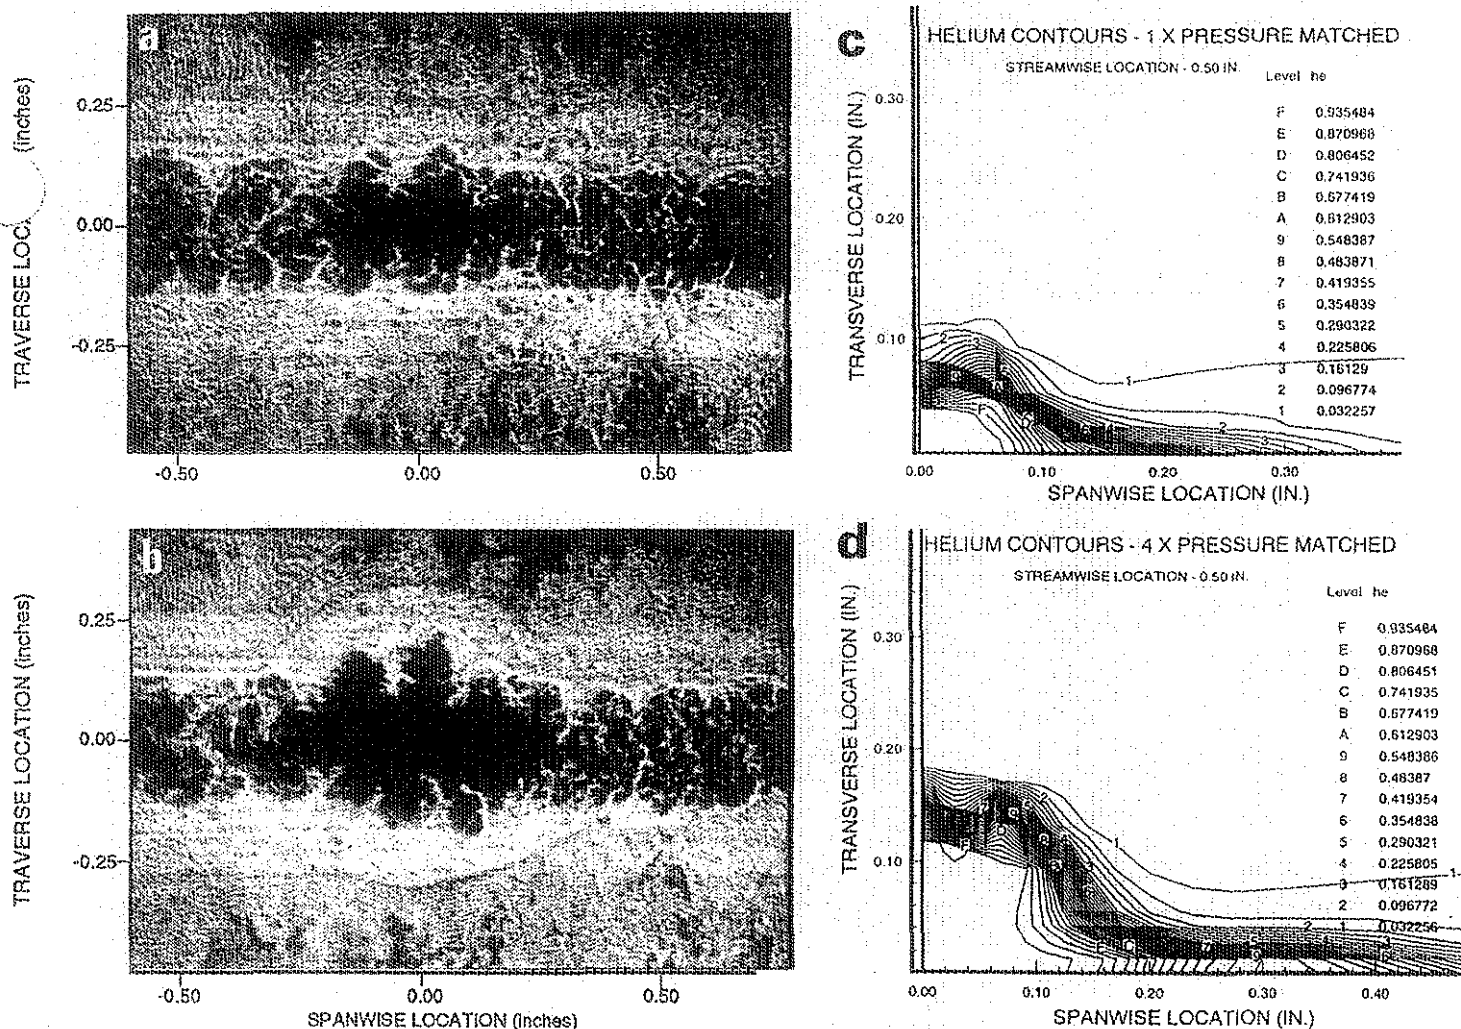 a
TRAVERSE LOC. (inches)
0.25
0.00
-0.25
-0.50 0.00 0.50
b
TRAVERSE LOCATION (inches)
0.25
0.00
-0.25
-0.50 0.00 0.50
SPANWISE LOCATION (inches)
c
HELIUM CONTOURS - 1 X PRESSURE MATCHED
STREAMWISE LOCATION - 0.50 IN.
Level he
F 0.935484
E 0.870968
D 0.806452
C 0.741936
B 0.677419
A 0.612903
9 0.548387
8 0.483871
7 0.419355
6 0.354839
5 0.290322
4 0.225806
3 0.16129
2 0.096774
1 0.032257
TRANSVERSE LOCATION (IN.)
0.30
0.20
0.10
2 3
1
2
3
0.00 0.10 0.20 0.30
SPANWISE LOCATION (IN.)
d
HELIUM CONTOURS - 4 X PRESSURE MATCHED
STREAMWISE LOCATION - 0.50 IN.
Level he
F 0.935484
E 0.870968
D 0.806451
C 0.741935
B 0.677419
A 0.612903
9 0.548386
8 0.48387
7 0.419354
6 0.354838
5 0.290321
4 0.225805
3 0.161289
2 0.096772
1 0.032256
TRANSVERSE LOCATION (IN.)
0.30
0.20
0.10
2
1
1
2
0.00 0.10 0.20 0.30 0.40
SPANWISE LOCATION (IN.)